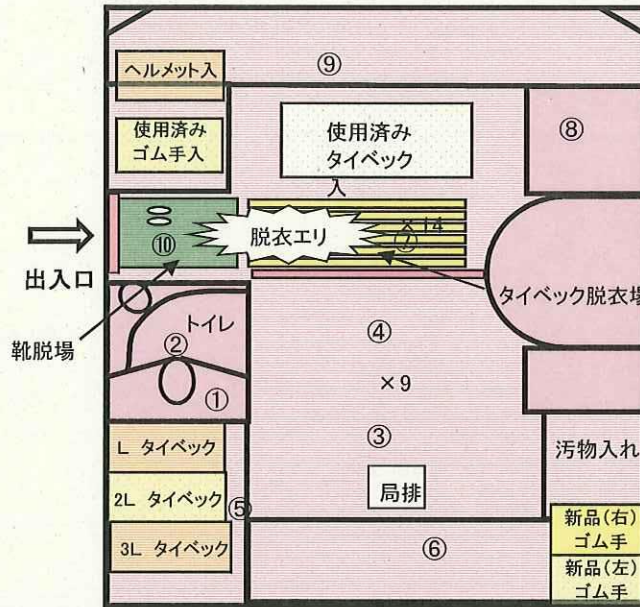 ⑨
ヘルメット入
使用済み
ゴム手入
使用済み
タイベック
入
⑧
出入口
⑩
脱衣エリ
×14
⑦
タイベック脱衣場
靴脱場
トイレ
②
①
④
×9
③
局排
L タイベック
2L タイベック
3L タイベック
⑤
⑥
汚物入れ
新品(右)
ゴム手
新品(左)
ゴム手